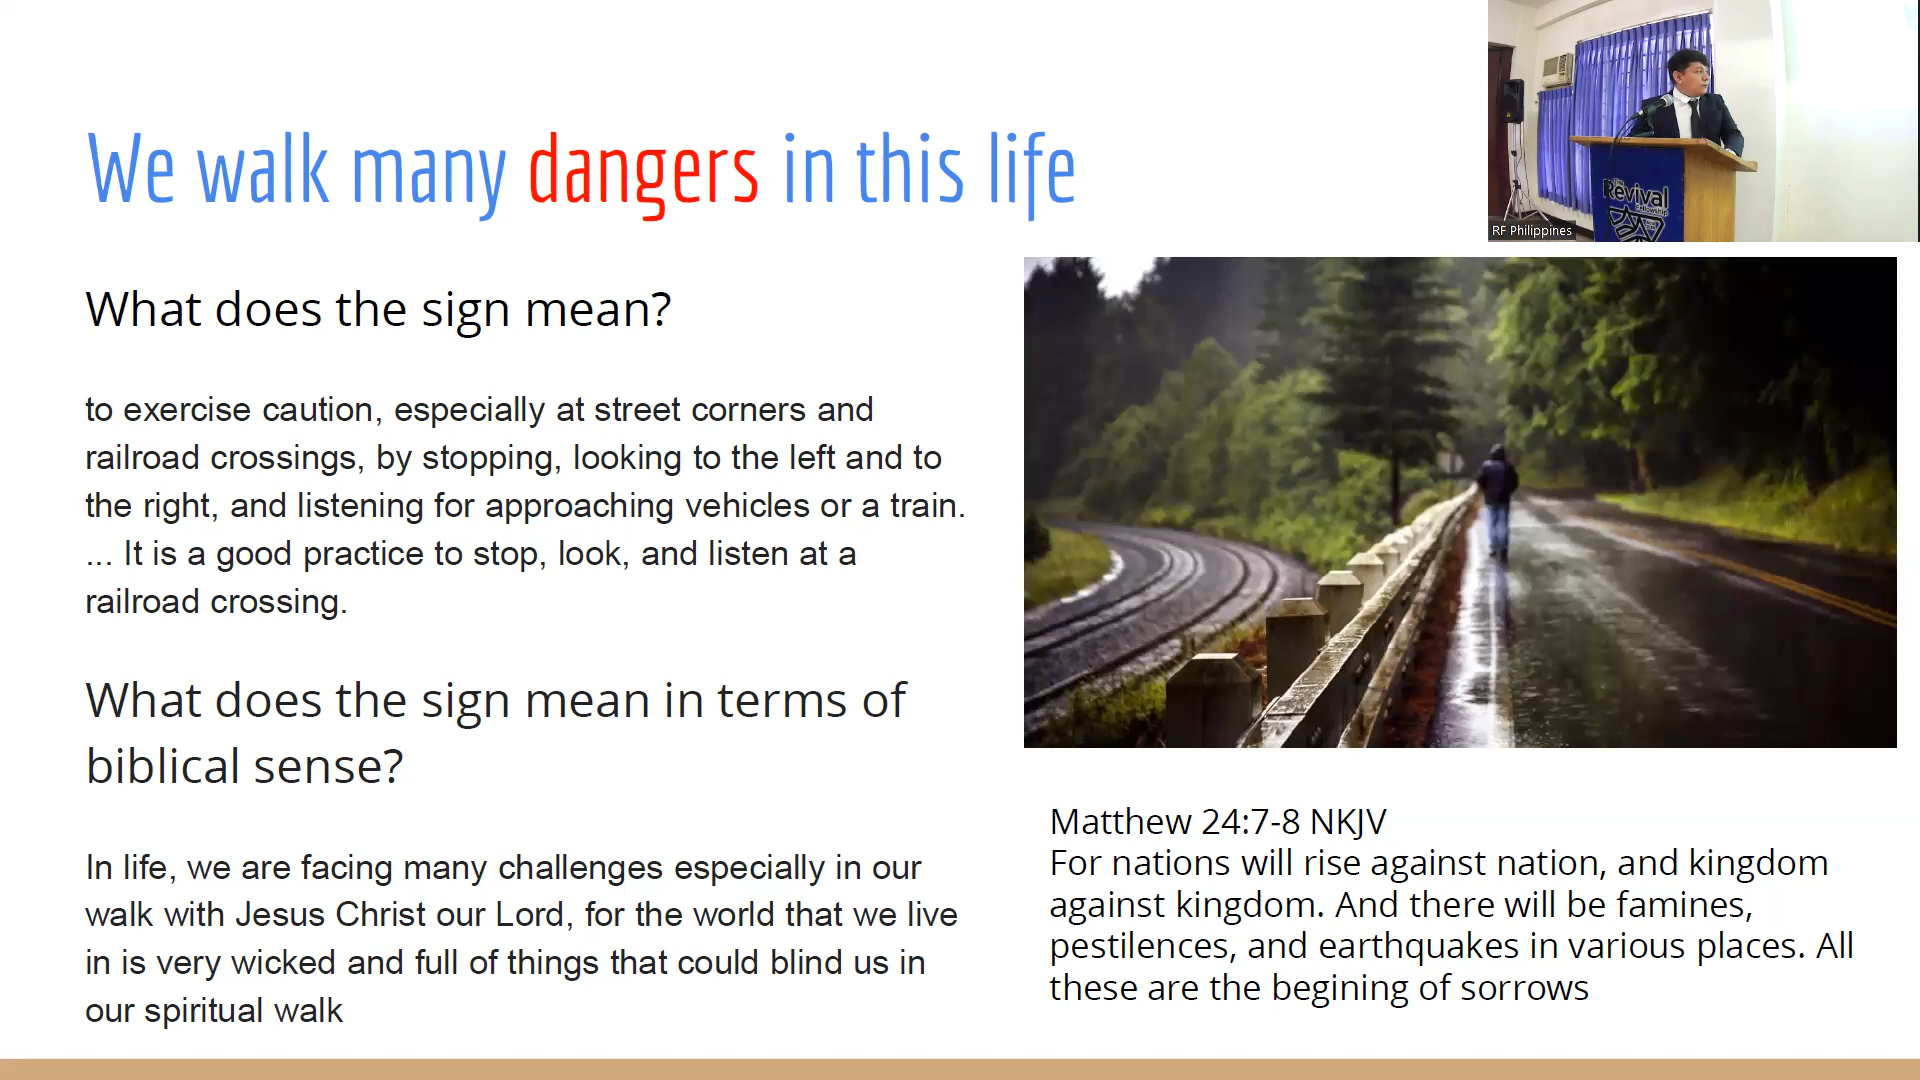 We walk many dangers in this life
What does the sign mean?
to exercise caution, especially at street corners and
railroad crossings, by stopping, looking to the left and to
the right, and listening for approaching vehicles or a train.
... It is a good practice to stop, look, and listen at a
railroad crossing.
What does the sign mean in terms of
biblical sense?
In life, we are facing many challenges especially in our
walk with Jesus Christ our Lord, for the world that we live
in is very wicked and full of things that could blind us in
our spiritual walk
The
Revival
Fellowship
RF Philippines
Matthew 24:7-8 NKJV
For nations will rise against nation, and kingdom
against kingdom. And there will be famines,
pestilences, and earthquakes in various places. All
these are the begining of sorrows